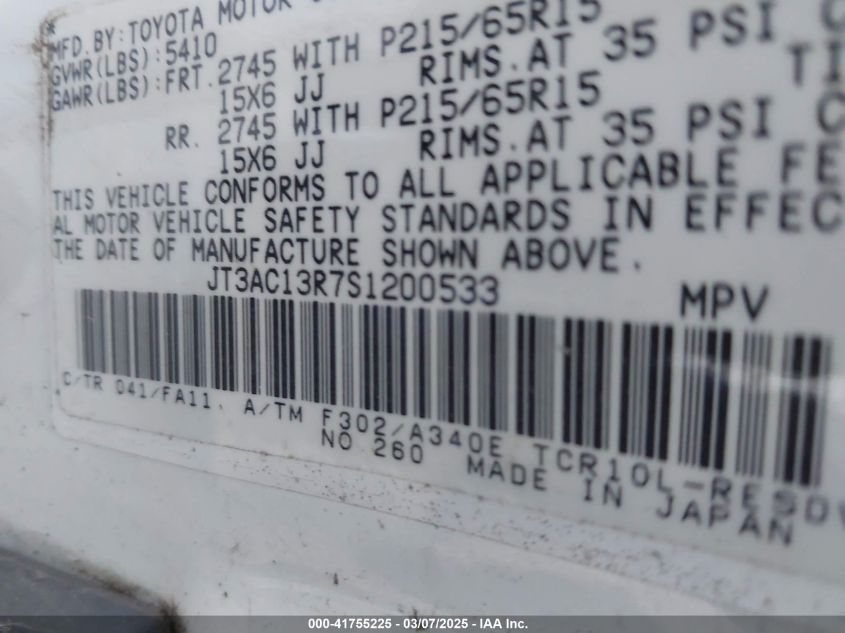 MFD.BY:TOYOTA MOTOR
GVWR(LBS):5410
GAWR(LBS):FRT. 2745 WITH P215/65R15
15X6 JJ RIMS.AT 35 PSI C
RR. 2745 WITH P215/65R15
15X6 JJ RIMS.AT 35 PSI C
THIS VEHICLE CONFORMS TO ALL APPLICABLE FE
AL MOTOR VEHICLE SAFETY STANDARDS IN EFFEC
THE DATE OF MANUFACTURE SHOWN ABOVE.
JT3AC13R7S1200533 MPV
C/TR 041/FA11, A/TM F302/A340E TCR10L-RESDV
NO 260 MADE IN JAPAN
000-41755225 - 03/07/2025 - IAA Inc.